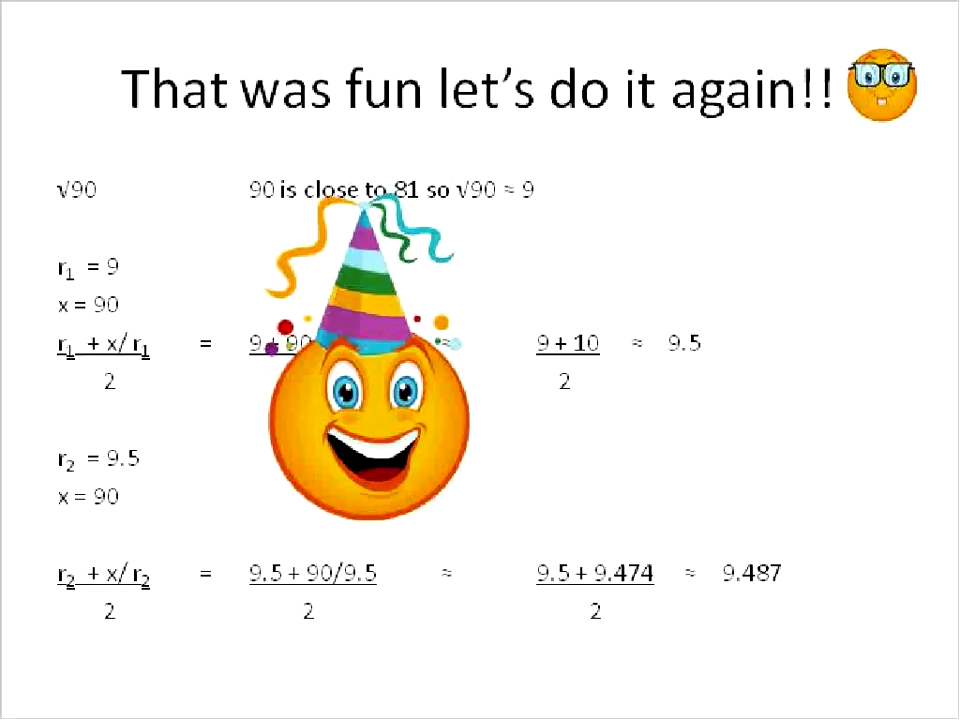 That was fun let's do it again!!
√90 90 is close to 81 so √90 ≈ 9
r₁ = 9
x = 90
r₁ + x/ r₁ = 9 + 90 ≈ 9 + 10 ≈ 9.5
2 2
r₂ = 9.5
x = 90
r₂ + x/ r₂ = 9.5 + 90/9.5 ≈ 9.5 + 9.474 ≈ 9.487
2 2 2